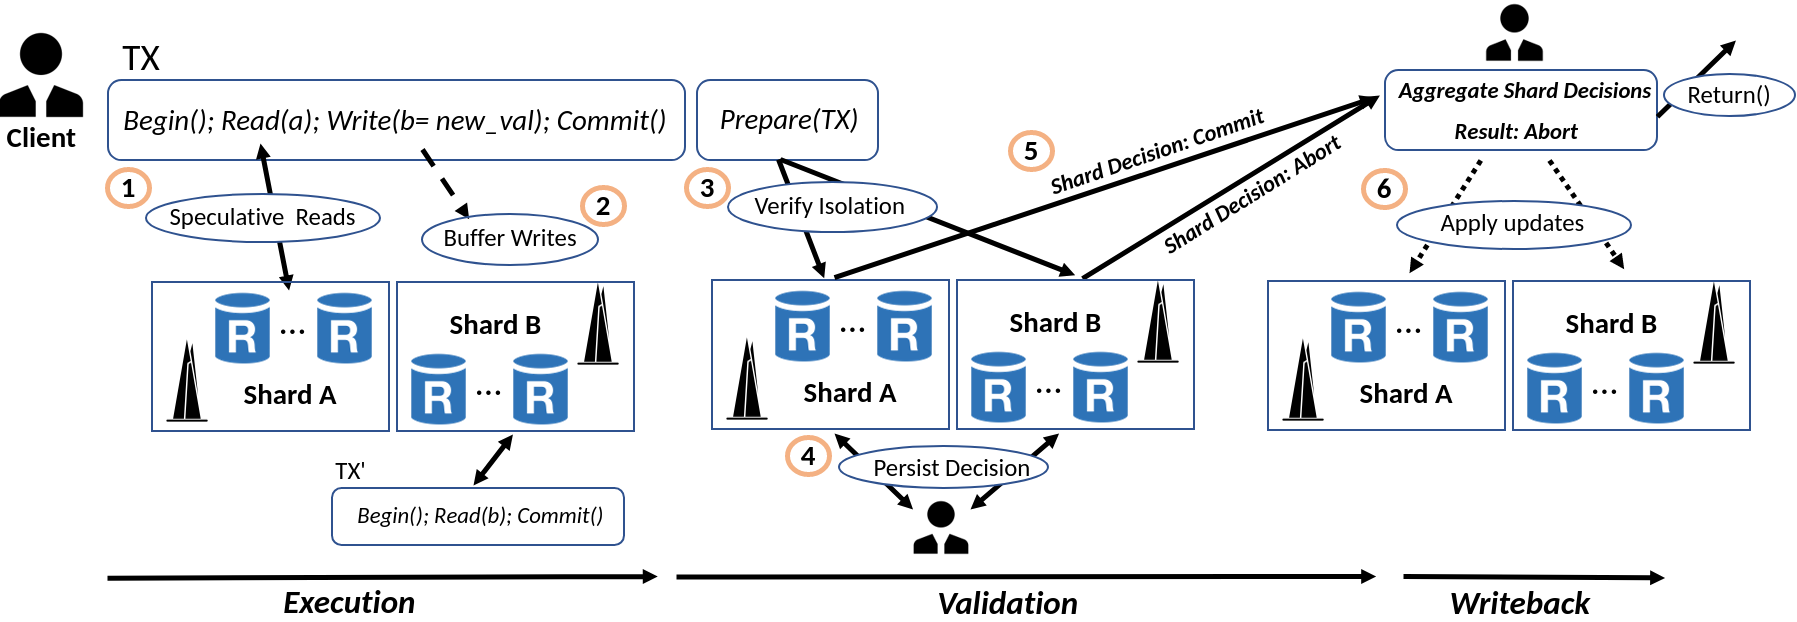 TX
Client
Begin(); Read(a); Write(b= new_val); Commit()
1
Speculative Reads
2
Buffer Writes
R ... R
Shard A
Shard B
R ... R
TX'
Begin(); Read(b); Commit()
Execution
Prepare(TX)
3
Verify Isolation
5
Shard Decision: Commit
Shard Decision: Abort
R ... R
Shard A
Shard B
R ... R
4
Persist Decision
Validation
Aggregate Shard Decisions
Result: Abort
Return()
6
Apply updates
R ... R
Shard A
Shard B
R ... R
Writeback